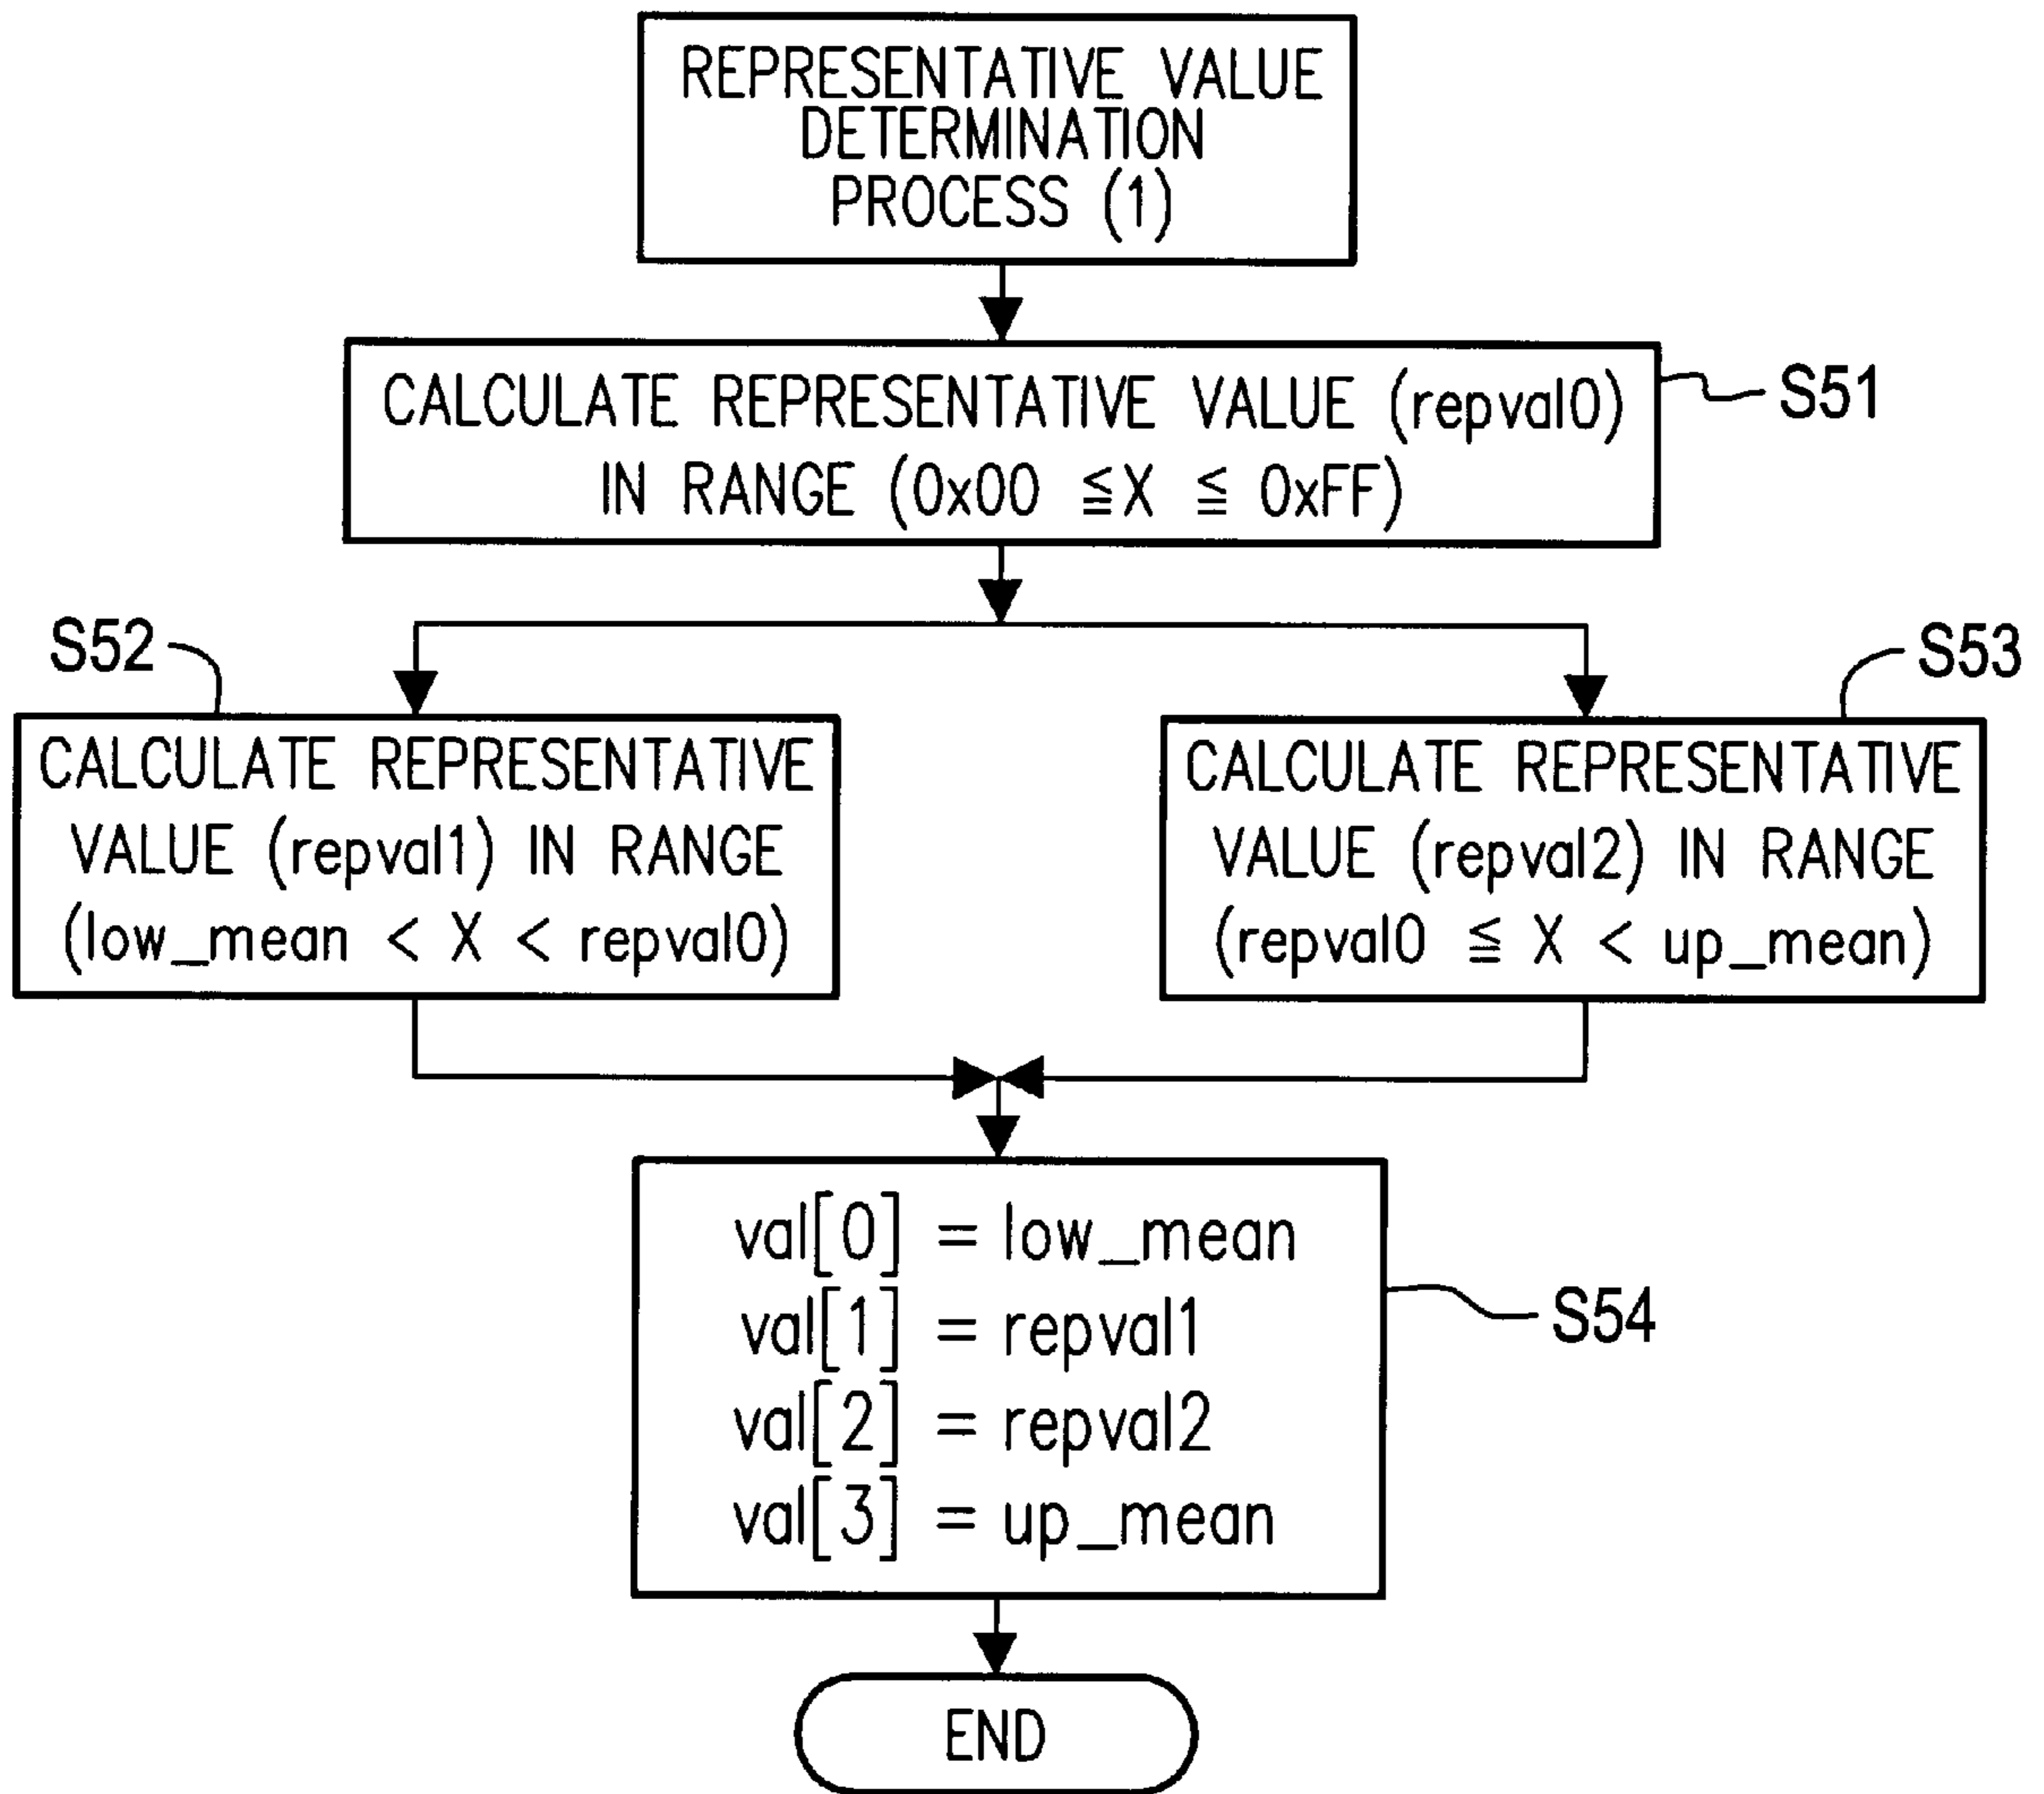 REPRESENTATIVE VALUE
DETERMINATION
PROCESS (1)
CALCULATE REPRESENTATIVE VALUE (repval0)
IN RANGE (0x00 ≦X ≦ 0xFF)
S51
S52
S53
CALCULATE REPRESENTATIVE
VALUE (repval1) IN RANGE
(low_mean < X < repval0)
CALCULATE REPRESENTATIVE
VALUE (repval2) IN RANGE
(repval0 ≦ X < up_mean)
val[0] = low_mean
val[1] = repval1
val[2] = repval2
val[3] = up_mean
S54
END